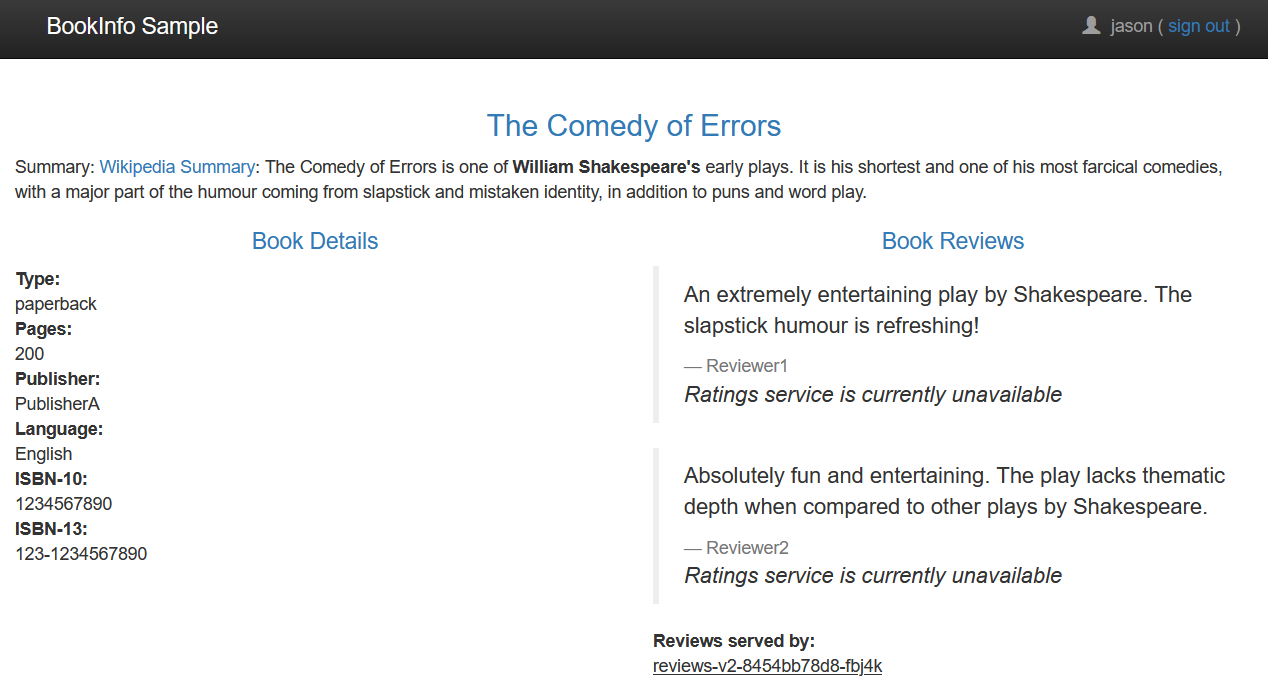 BookInfo Sample
jason ( sign out )
The Comedy of Errors
Summary: Wikipedia Summary: The Comedy of Errors is one of William Shakespeare's early plays. It is his shortest and one of his most farcical comedies,
with a major part of the humour coming from slapstick and mistaken identity, in addition to puns and word play.
Book Details
Type:
paperback
Pages:
200
Publisher:
PublisherA
Language:
English
ISBN-10:
1234567890
ISBN-13:
123-1234567890
Book Reviews
An extremely entertaining play by Shakespeare. The
slapstick humour is refreshing!
— Reviewer1
Ratings service is currently unavailable
Absolutely fun and entertaining. The play lacks thematic
depth when compared to other plays by Shakespeare.
— Reviewer2
Ratings service is currently unavailable
Reviews served by:
reviews-v2-8454bb78d8-fbj4k